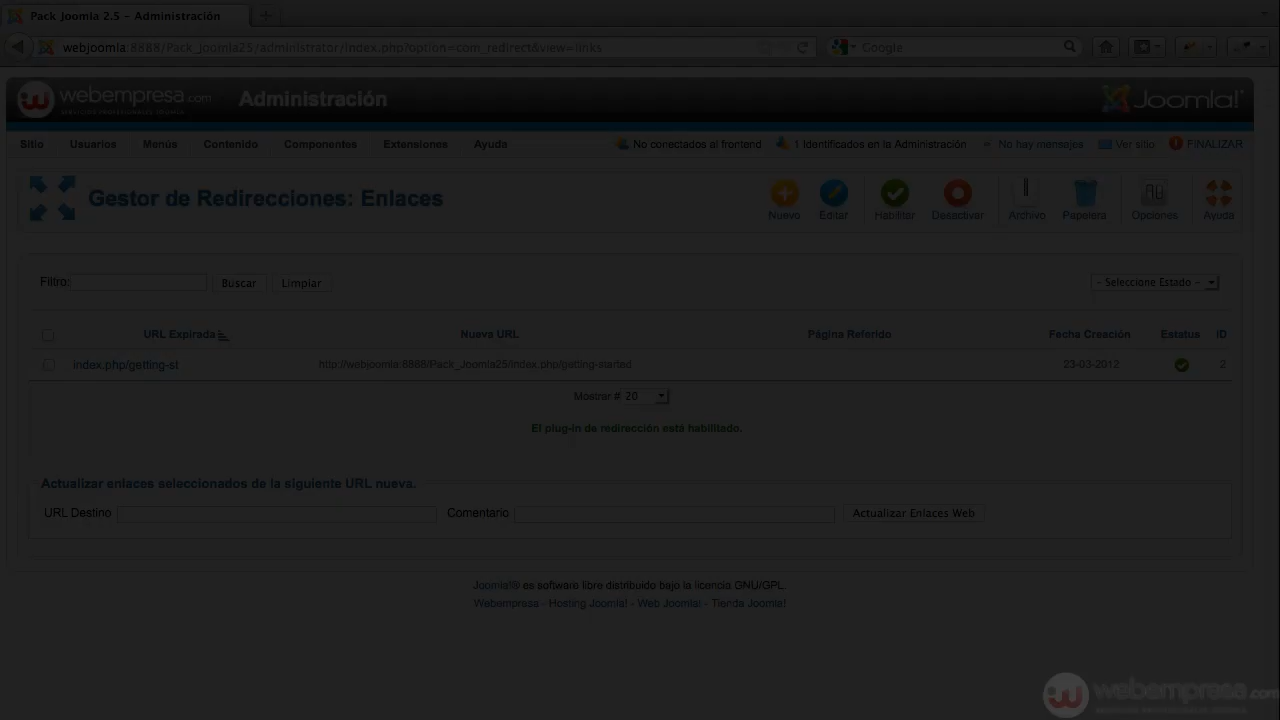 Pack Joomla 2.5 - Administración
webjoomla:8888/Pack_Joomla25/administrator/index.php?option=com_redirect&view=links
Google
webempresa.com
Administración
Joomla!
Sitio Usuarios Menús Contenido Componentes Extensiones Ayuda
No conectados al frontend 1 Identificados en la Administración No hay mensajes Ver sitio FINALIZAR
Gestor de Redirecciones: Enlaces
Nuevo Editar Habiliter Desactivar Archivo Papelera Opciones Ayuda
Filtro: Buscar Limpiar - Seleccione Estado -
URL Expirada Nueva URL Página Referido Fecha Creación Estatus ID
index.php/getting-st http://webjoomla:8888/Pack_Joomla25/index.php/getting-started 23-03-2012 2
Mostrar # 20
El plug-in de redirección está habilitado.
Actualizar enlaces seleccionados de la siguiente URL nueva.
URL Destino Comentario Actualizar Enlaces Web
Joomla!® es software libre distribuido bajo la licencia GNU/GPL.
Webempresa - Hosting Joomla! - Web Joomla! - Tienda Joomla!
webempresa.com